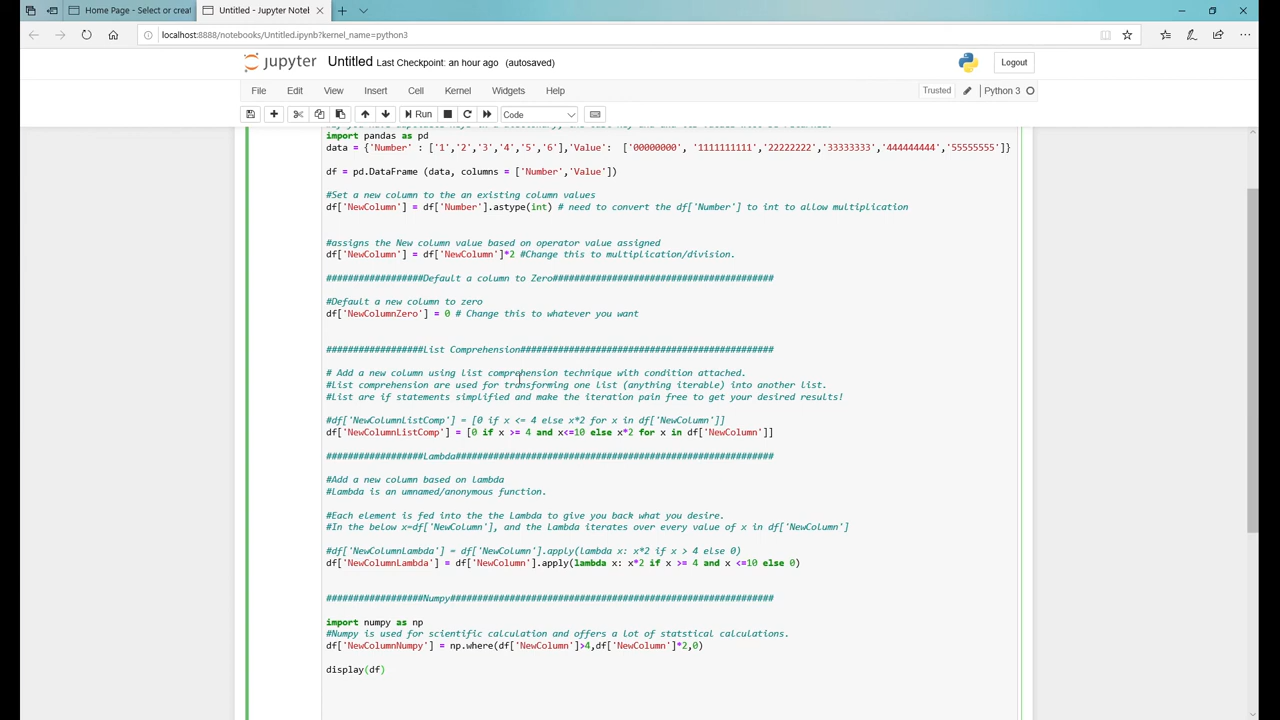 Home Page - Select or creat
Untitled - Jupyter Noteb
localhost:8888/notebooks/Untitled.ipynb?kernel_name=python3
jupyter Untitled Last Checkpoint: an hour ago (autosaved)
Logout
File Edit View Insert Cell Kernel Widgets Help
Trusted Python 3
Run Code
import pandas as pd
data = {'Number' : ['1','2','3','4','5','6'],'Value': ['00000000', '1111111111','22222222','33333333','444444444','55555555']}
df = pd.DataFrame (data, columns = ['Number','Value'])
#Set a new column to the an existing column values
df['NewColumn'] = df['Number'].astype(int) # need to convert the df['Number'] to int to allow multiplication
#assigns the New column value based on operator value assigned
df['NewColumn'] = df['NewColumn']*2 #Change this to multiplication/division.
##################Default a column to Zero#########################################
#Default a new column to zero
df['NewColumnZero'] = 0 # Change this to whatever you want
##################List Comprehension###############################################
# Add a new column using list comprehension technique with condition attached.
#List comprehension are used for transforming one list (anything iterable) into another list.
#List are if statements simplified and make the iteration pain free to get your desired results!
#df['NewColumnListComp'] = [0 if x <= 4 else x*2 for x in df['NewColumn']]
df['NewColumnListComp'] = [0 if x >= 4 and x<=10 else x*2 for x in df['NewColumn']]
##################Lambda###########################################################
#Add a new column based on lambda
#Lambda is an umnamed/anonymous function.
#Each element is fed into the the Lambda to give you back what you desire.
#In the below x=df['NewColumn'], and the Lambda iterates over every value of x in df['NewColumn']
#df['NewColumnLambda'] = df['NewColumn'].apply(lambda x: x*2 if x > 4 else 0)
df['NewColumnLambda'] = df['NewColumn'].apply(lambda x: x*2 if x >= 4 and x <=10 else 0)
##################Numpy############################################################
import numpy as np
#Numpy is used for scientific calculation and offers a lot of statstical calculations.
df['NewColumnNumpy'] = np.where(df['NewColumn']>4,df['NewColumn']*2,0)
display(df)